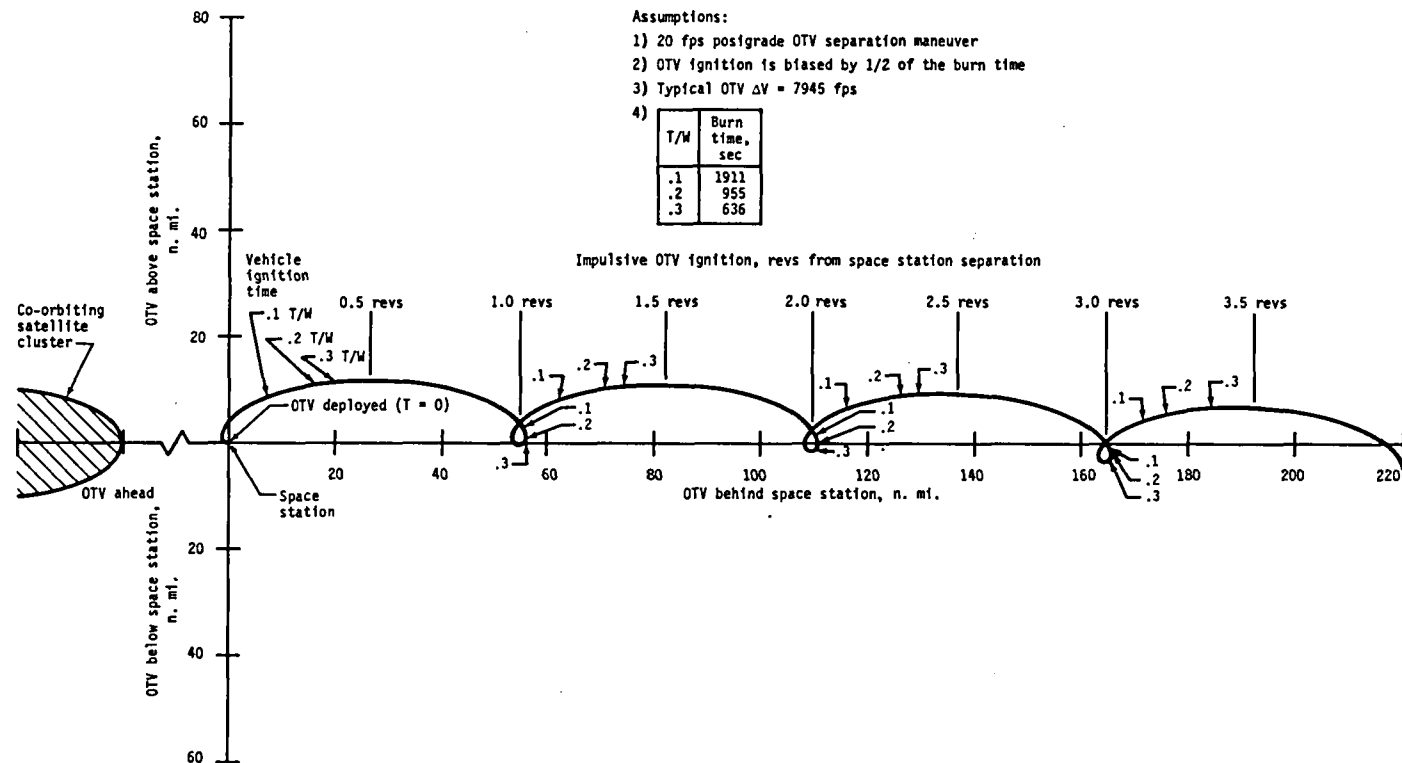 Assumptions:
1) 20 fps posigrade OTV separation maneuver
2) OTV ignition is biased by 1/2 of the burn time
3) Typical OTV ΔV = 7945 fps
4)
T/W Burn time, sec
.1 1911
.2 955
.3 636
80
60
40
20
OTV above space station,
n. mi.
Impulsive OTV ignition, revs from space station separation
Vehicle
ignition
time
.1 T/W
.2 T/W
.3 T/W
0.5 revs
1.0 revs
1.5 revs
2.0 revs
2.5 revs
3.0 revs
3.5 revs
Co-orbiting
satellite
cluster
OTV deployed (T = 0)
.1
.2
.3
.1
.2
.3
.1
.2
.3
.1
.2
.3
.1
.2
.3
.1
.2
.3
OTV ahead
Space
station
20
40
60
80
100
120
140
160
180
200
220
OTV behind space station, n. mi.
OTV below space station,
n. mi.
20
40
60